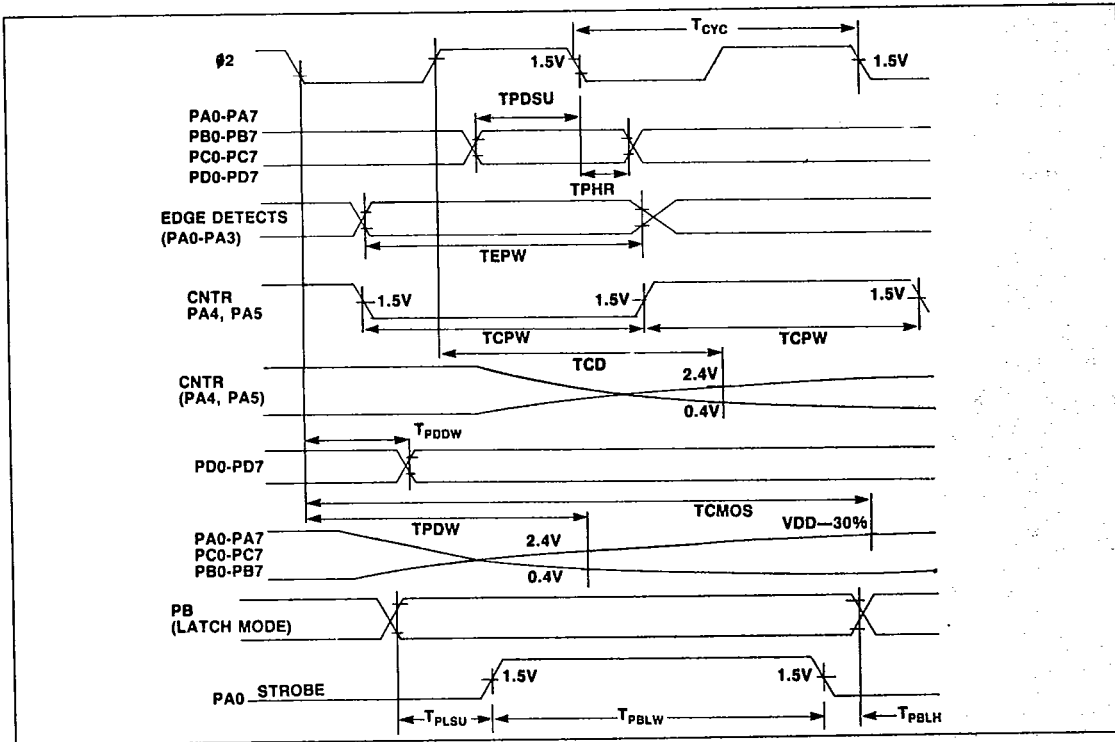 TCYC
ø2
1.5V
1.5V
TPDSU
PA0-PA7
PB0-PB7
PC0-PC7
PD0-PD7
TPHR
EDGE DETECTS
(PA0-PA3)
TEPW
CNTR
PA4, PA5
1.5V
1.5V
1.5V
TCPW
TCPW
TCD
CNTR
(PA4, PA5)
2.4V
0.4V
TPDDW
PD0-PD7
TCMOS
TPDW
VDD—30%
PA0-PA7
PC0-PC7
PB0-PB7
2.4V
0.4V
PB
(LATCH MODE)
PA0 STROBE
1.5V
1.5V
TPLSU
TPBLW
TPBLH